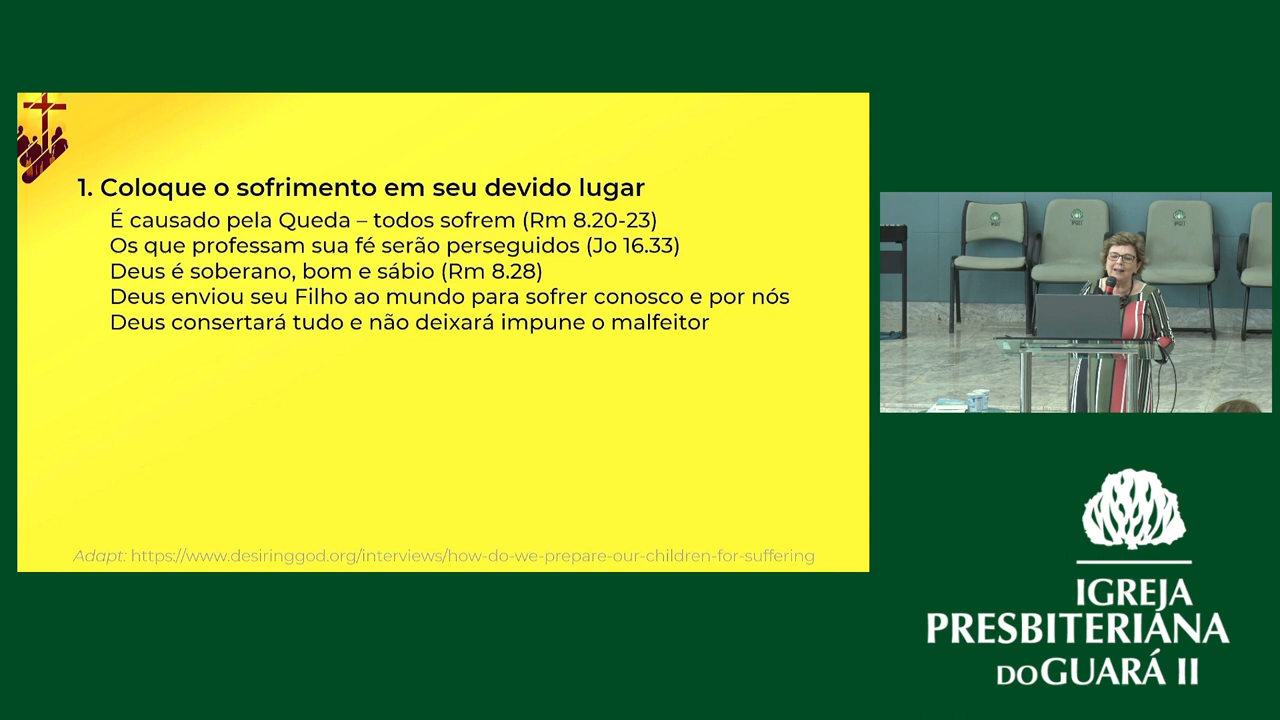 1. Coloque o sofrimento em seu devido lugar
É causado pela Queda – todos sofrem (Rm 8.20-23)
Os que professam sua fé serão perseguidos (Jo 16.33)
Deus é soberano, bom e sábio (Rm 8.28)
Deus enviou seu Filho ao mundo para sofrer conosco e por nós
Deus consertará tudo e não deixará impune o malfeitor
Adapt: https://www.desiringgod.org/interviews/how-do-we-prepare-our-children-for-suffering
IGREJA
PRESBITERIANA
DO GUARÁ II